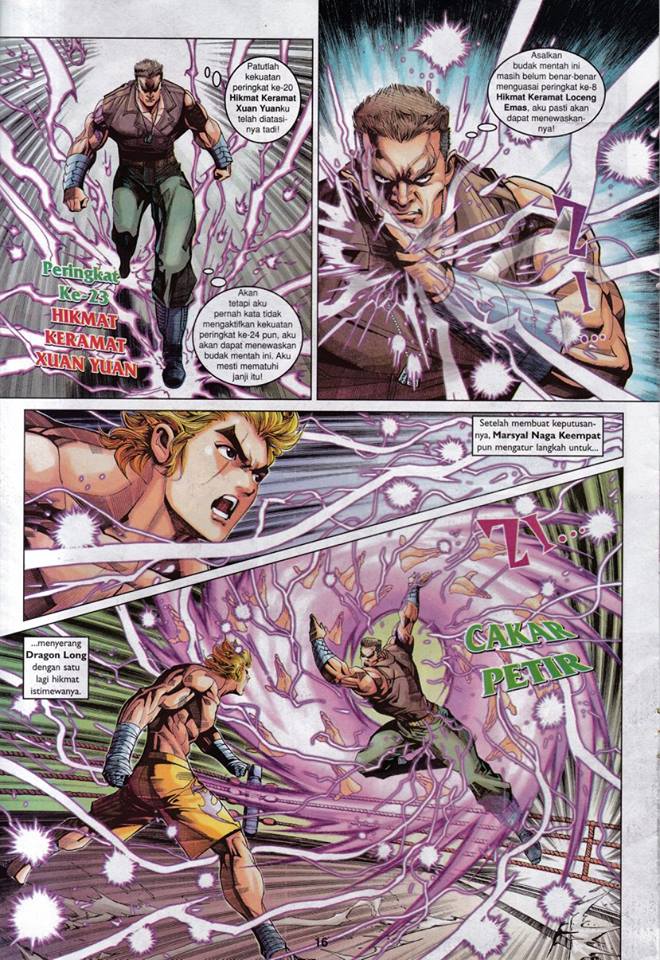 Patutlah
kekuatan
peringkat ke-20
Hikmat Keramat
Xuan Yuanku
telah diatasi-
nya tadi!
Asalkan
budak mentah ini
masih belum benar-benar
menguasai peringkat ke-8
Hikmat Keramat Loceng
Emas, aku pasti akan
dapat menewaskan-
nya!
Peringkat
Ke-23
HIKMAT
KERAMAT
XUAN YUAN
Akan
tetapi aku
pernah kata tidak
mengaktifkan kekuatan
peringkat ke-24 pun, aku
akan dapat menewaskan
budak mentah ini. Aku
mesti mematuhi
janji itu!
ZI...
Setelah membuat keputusan-
nya, Marsyal Naga Keempat
pun mengatur langkah untuk...
ZI...
CAKAR
PETIR
...menyerang
Dragon Long
dengan satu
lagi hikmat
istimewanya.
16